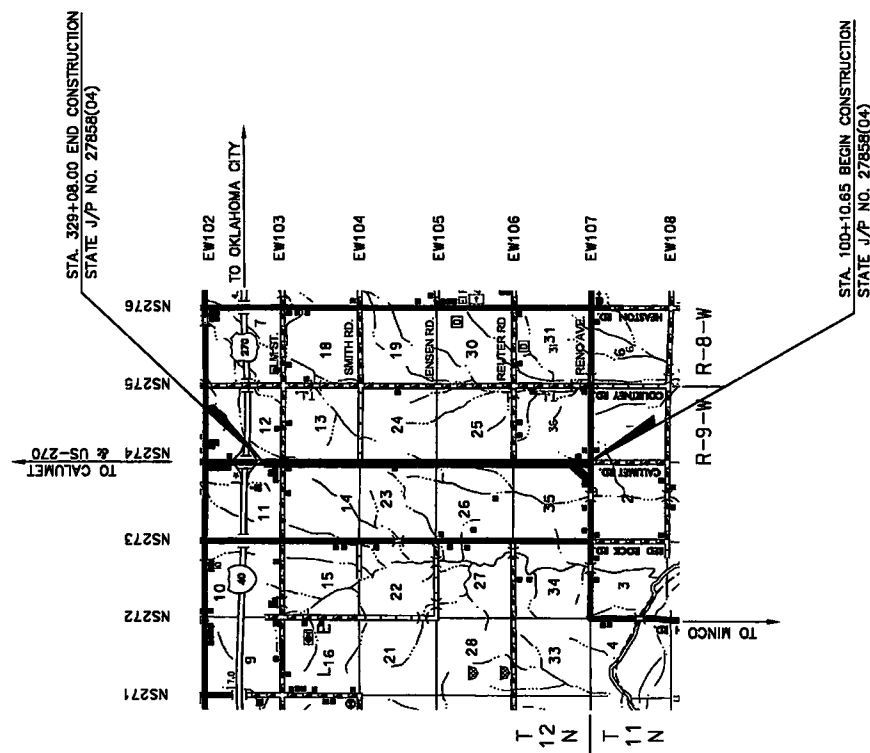 STA. 329+08.00 END CONSTRUCTION
STATE J/P NO. 27858(04)
TO OKLAHOMA CITY
TO CALUMET & US-270
EW102
EW103
EW104
EW105
EW106
EW107
EW108
NS276
NS275
NS274
NS273
NS272
NS271
270
40
7.0
7
12
11
10
9
18
13
14
15
16
19
24
23
22
21
30
25
26
27
28
31
31
36
35
34
33
6
6
2
3
4
SMITH RD.
JENSEN RD.
REUTER RD.
RENO AVE.
HEASTON RD.
COURTNEY RD.
CALUMET RD.
RED ROCK RD.
R-8-W
R-9-W
T 12 N
T 11 N
TO MINCO
STA. 100+10.65 BEGIN CONSTRUCTION
STATE J/P NO. 27858(04)